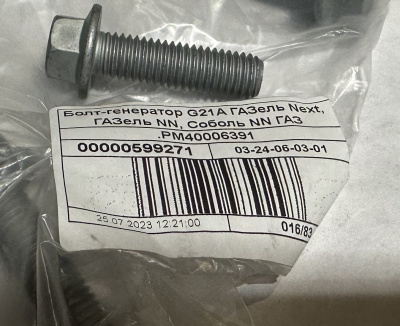 Болт-генератор G21A ГАЗель Next,
ГАЗель NN, Соболь NN ГАЗ
.PM40006391
00000599271 03-24-06-03-01
25 07 2023 12:21:00 016/83